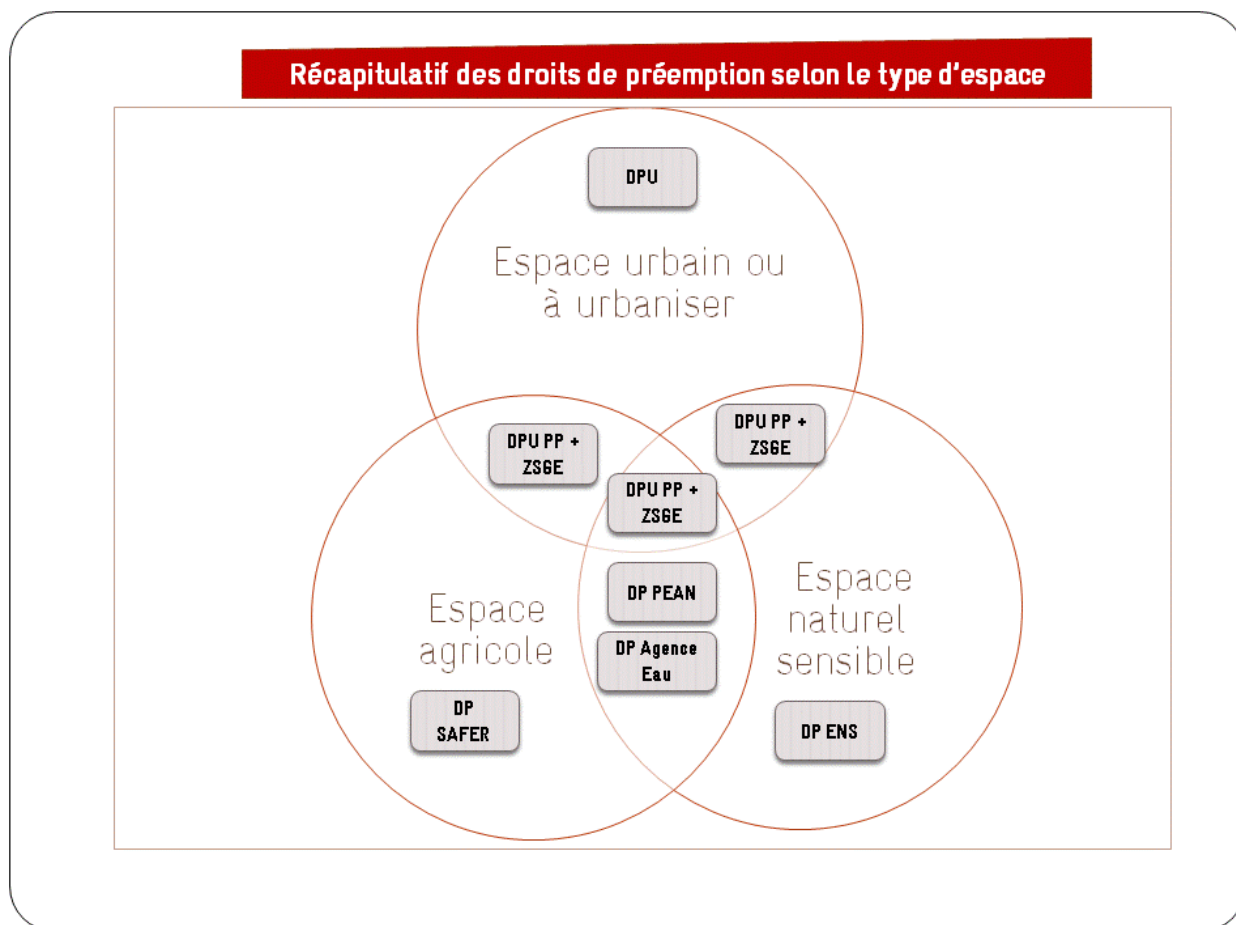 Récapitulatif des droits de préemption selon le type d'espace
DPU
Espace urbain ou
à urbaniser
DPU PP +
ZSGE
DPU PP +
ZSGE
DPU PP +
ZSGE
DP PEAN
DP Agence
Eau
Espace
agricole
Espace
naturel
sensible
DP
SAFER
DP ENS